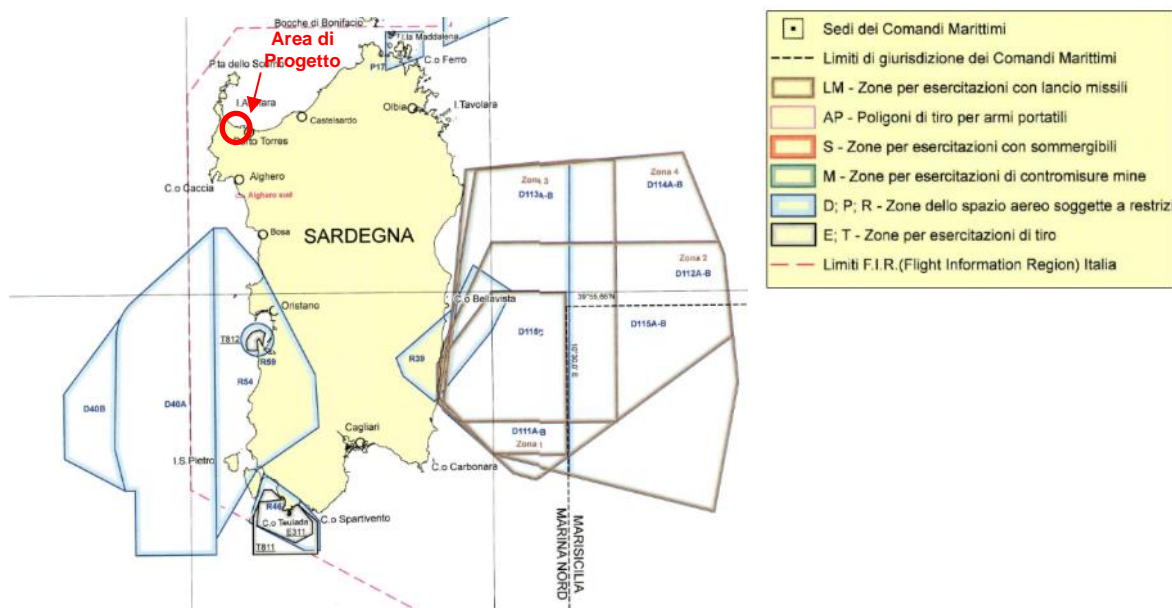 Bocche di Bonifacio
Area di
Progetto
I.la Maddalena
P.ta dello
P17
C.o Ferro
Olbia
I.Tavolara
Castelsardo
Porto Torres
C.o Caccia
Alghero
Alghero sud
Bosa
SARDEGNA
Zona 3
D113A-B
Zona 4
D114A-B
Zona 2
D112A-B
C.o Bellavista
39°55,66'N
Oristano
T812
R59
R54
R39
D115A-B
D40B
D40A
Cagliari
D111A-B
Zona 1
I.S.Pietro
C.o Carbonara
R46
C.o Teulada
C.o Spartivento
E311
T811
MARISICILIA
MARINA NORD
Sedi dei Comandi Marittimi
Limiti di giurisdizione dei Comandi Marittimi
LM - Zone per esercitazioni con lancio missili
AP - Poligoni di tiro per armi portatili
S - Zone per esercitazioni con sommergibili
M - Zone per esercitazioni di contromisure mine
D; P; R - Zone dello spazio aereo soggette a restrizi
E; T - Zone per esercitazioni di tiro
Limiti F.I.R.(Flight Information Region) Italia